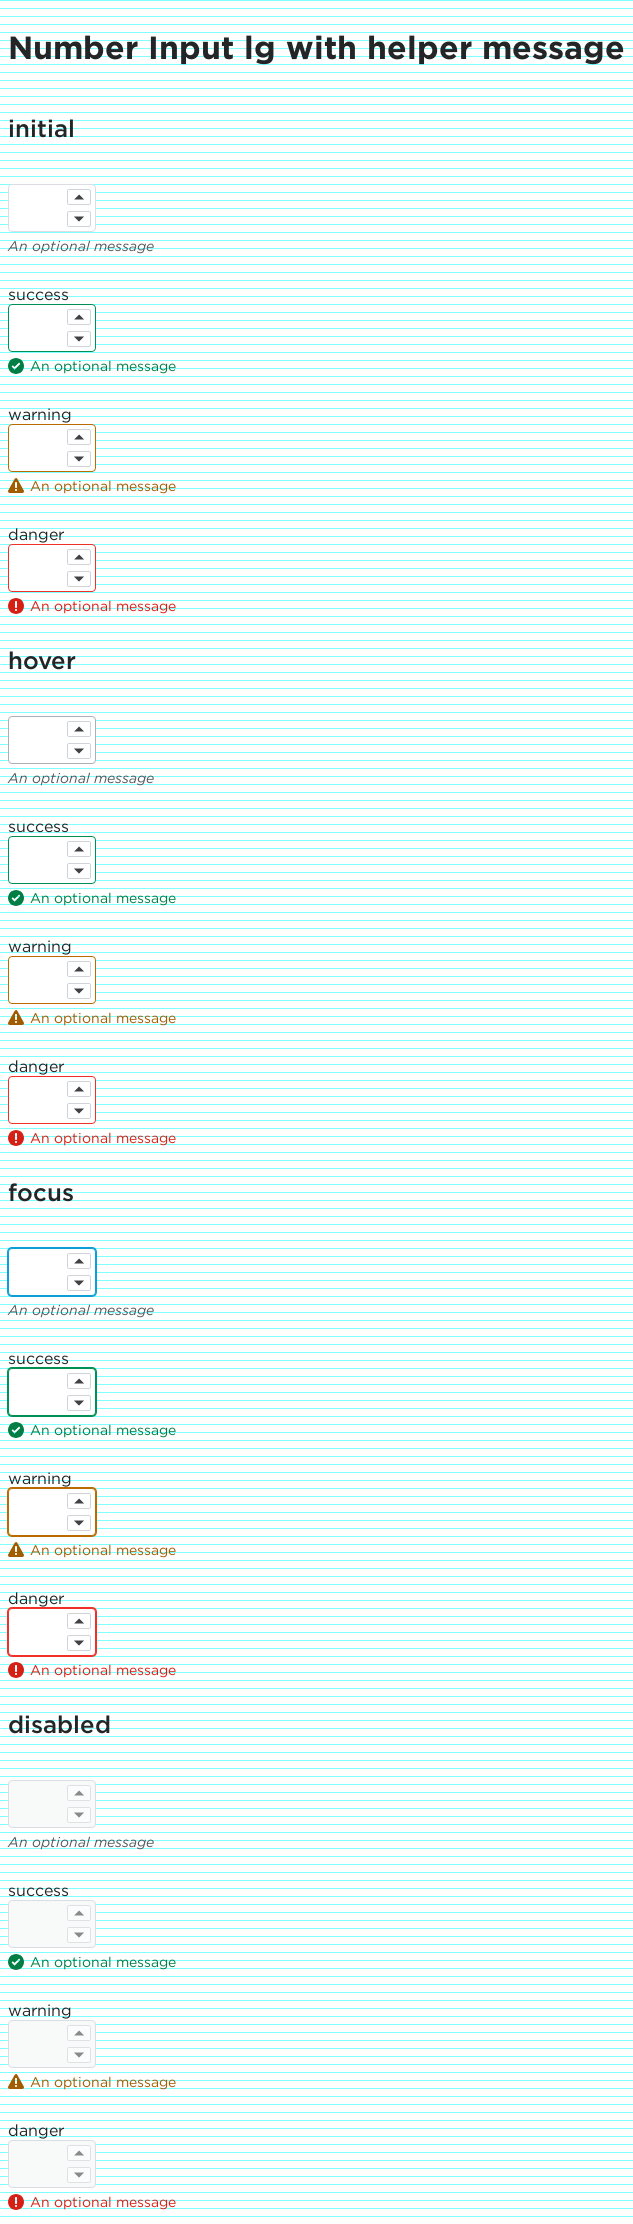 Number Input lg with helper message
initial
An optional message
success
An optional message
warning
An optional message
danger
An optional message
hover
An optional message
success
An optional message
warning
An optional message
danger
An optional message
focus
An optional message
success
An optional message
warning
An optional message
danger
An optional message
disabled
An optional message
success
An optional message
warning
An optional message
danger
An optional message